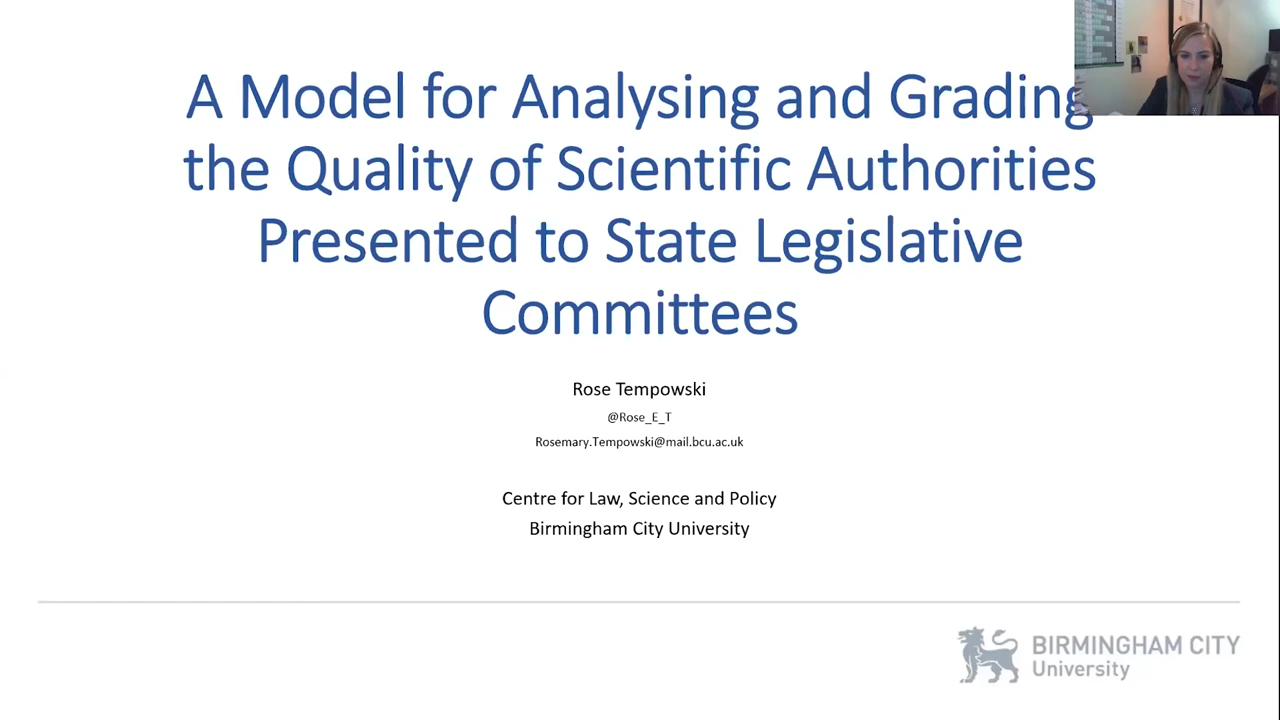 A Model for Analysing and Grading
the Quality of Scientific Authorities
Presented to State Legislative
Committees
Rose Tempowski
@Rose_E_T
Rosemary.Tempowski@mail.bcu.ac.uk
Centre for Law, Science and Policy
Birmingham City University
BIRMINGHAM CITY
University